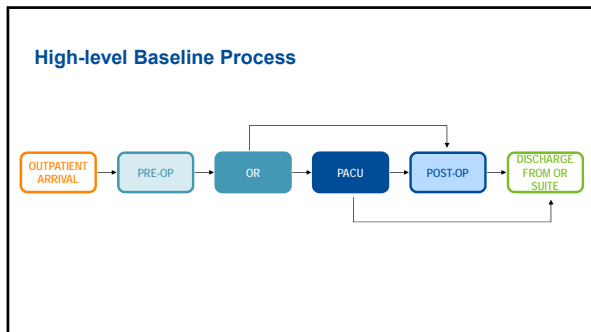 High-level Baseline Process
OUTPATIENT
ARRIVAL
PRE-OP
OR
PACU
POST-OP
DISCHARGE
FROM OR
SUITE